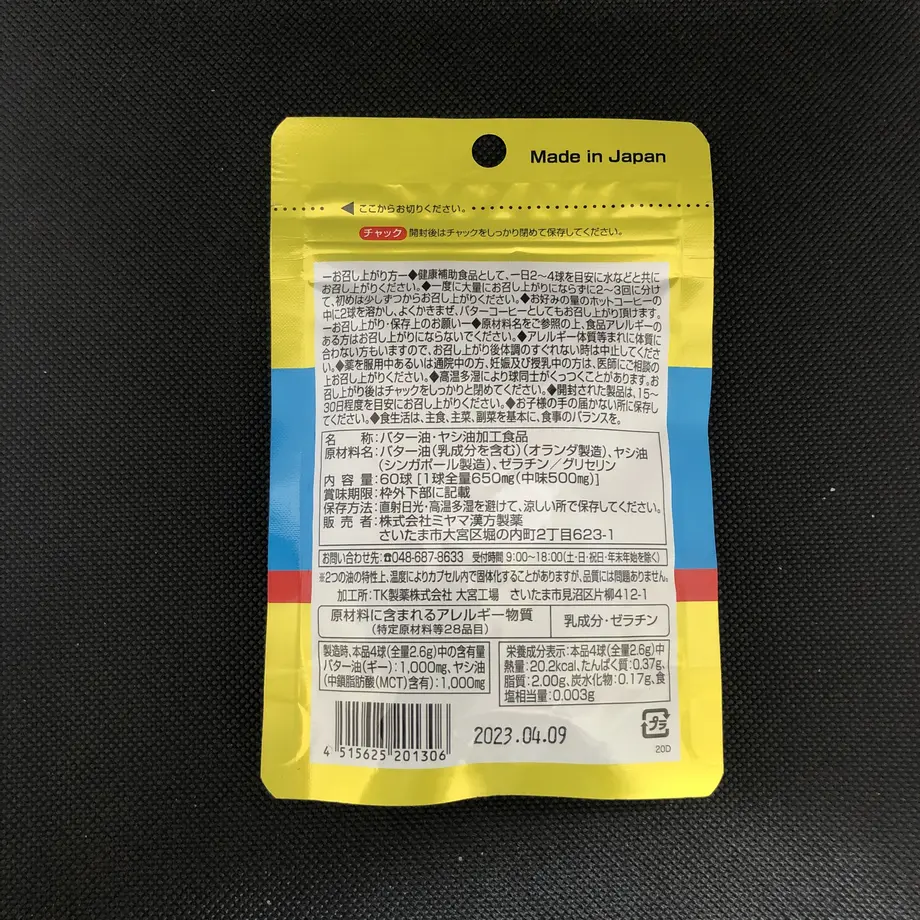 Made in Japan
ここからお切りください。
チャック 開封後はチャックをしっかり閉めて保存してください。
ーお召し上がり方ー◆健康補助食品として、一日2〜4球を目安に水などと共に
お召し上がりください。◆一度に大量にお召し上がりにならずに2〜3回に分け
て、初めは少しずつからお召し上がりください。◆お好みの量のホットコーヒーの
中に2球を溶かし、よくかきまぜ、バターコーヒーとしてもお召し上がり頂けます。
ーお召し上がり・保存上のお願いー◆原材料名をご参照の上、食品アレルギーの
ある方はお召し上がりにならないでください。◆アレルギー体質等まれに体質に
合わない方もいますので、お召し上がり後体調のすぐれない時は中止してくださ
い。◆薬を服用中あるいは通院中の方、妊娠及び授乳中の方は、医師にご相談の
上お召し上がりください。◆高温多湿により球同士がくっつくことがあります。お
召し上がり後はチャックをしっかりと閉めてください。◆開封された製品は、15〜
30日程度を目安にお召し上がりください。◆お子様の手の届かない所に保存し
てください。◆食生活は、主食、主菜、副菜を基本に、食事のバランスを。
名 称:バター油・ヤシ油加工食品
原材料名:バター油(乳成分を含む)(オランダ製造)、ヤシ油
(シンガポール製造)、ゼラチン/グリセリン
内 容 量:60球 [1球全量650mg(中味500mg)]
賞味期限:枠外下部に記載
保存方法:直射日光・高温多湿を避けて、涼しい所で保存してください。
販 売 者:株式会社ミヤマ漢方製薬
さいたま市大宮区堀の内町2丁目623-1
お問い合わせ先:☎048-687-8633 受付時間 9:00〜18:00(土・日・祝日・年末年始を除く)
※2つの油の特性上、温度によりカプセル内で固体化することがありますが、品質には問題ありません。
加工所:TK製薬株式会社 大宮工場 さいたま市見沼区片柳412-1
原材料に含まれるアレルギー物質
(特定原材料等28品目)
乳成分・ゼラチン
製造時、本品4球(全量2.6g)中の含有量
バター油(ギー):1,000mg、ヤシ油
(中鎖脂肪酸(MCT)含有):1,000mg
栄養成分表示:本品4球(全量2.6g)中
熱量:20.2kcal、たんぱく質:0.37g、
脂質:2.00g、炭水化物:0.17g、食
塩相当量:0.003g
4 515625 201306
2023.04.09
プラ
20D